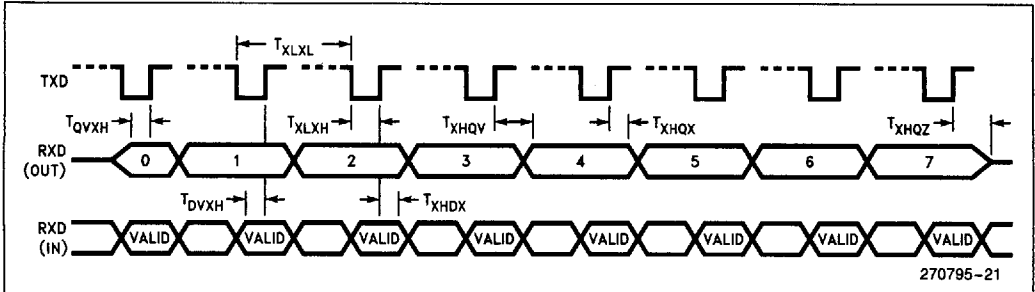 T_XLXL
TXD
T_QVXH T_XLXH T_XHQV T_XHQX T_XHQZ
RXD (OUT) 0 1 2 3 4 5 6 7
T_DVXH T_XHDX
RXD (IN) VALID VALID VALID VALID VALID VALID VALID VALID
270795-21